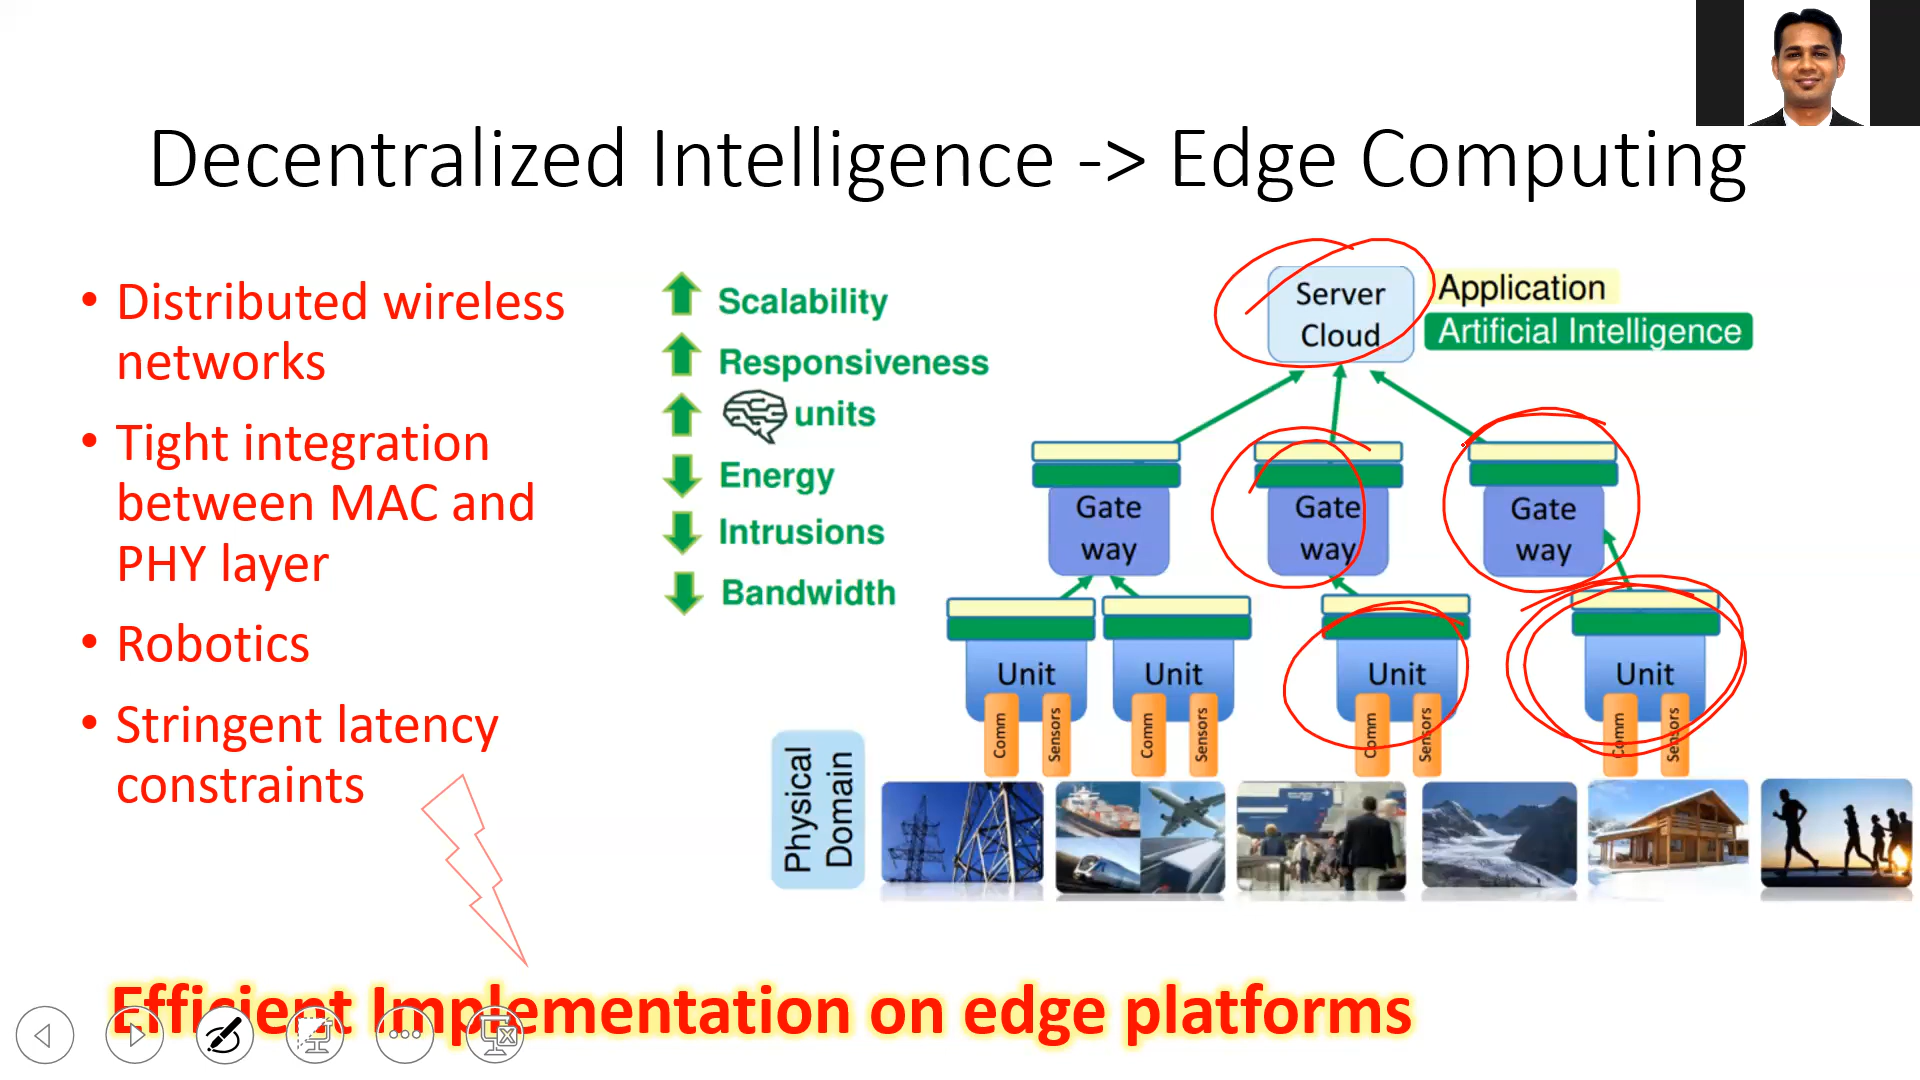 Decentralized Intelligence -> Edge Computing
• Distributed wireless
networks
• Tight integration
between MAC and
PHY layer
• Robotics
• Stringent latency
constraints
Scalability
Responsiveness
units
Energy
Intrusions
Bandwidth
Server
Cloud
Application
Artificial Intelligence
Gate
way
Gate
way
Gate
way
Unit
Unit
Unit
Unit
Comm
Sensors
Comm
Sensors
Comm
Sensors
Comm
Sensors
Physical
Domain
Efficient Implementation on edge platforms